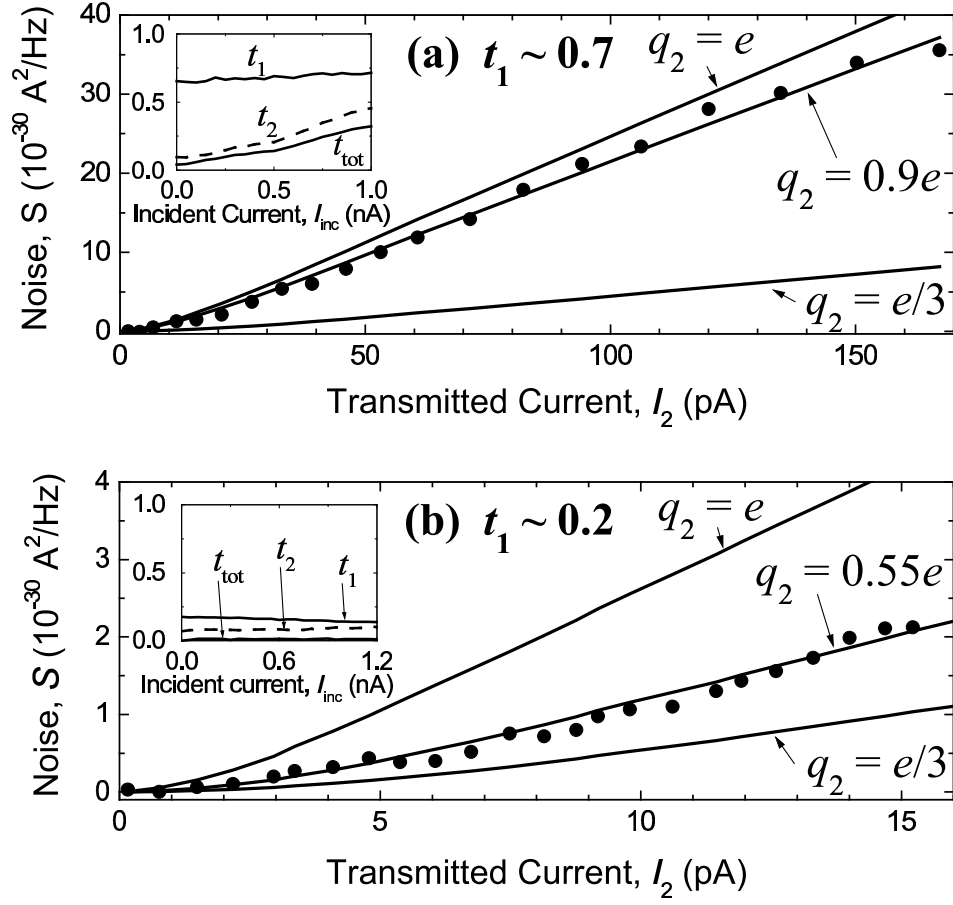 (a) t₁ ~ 0.7
Noise, S (10⁻³⁰ A²/Hz)
40
30
20
10
0
0 50 100 150
Transmitted Current, I₂ (pA)
q₂ = e
q₂ = 0.9e
q₂ = e/3
1.0
0.5
0.0
t₁
t₂
t_tot
0.0 0.5 1.0
Incident Current, I_inc (nA)
(b) t₁ ~ 0.2
Noise, S (10⁻³⁰ A²/Hz)
4
3
2
1
0
0 5 10 15
Transmitted Current, I₂ (pA)
q₂ = e
q₂ = 0.55e
q₂ = e/3
1.0
0.5
0.0
t_tot t₂ t₁
0.0 0.6 1.2
Incident current, I_inc (nA)